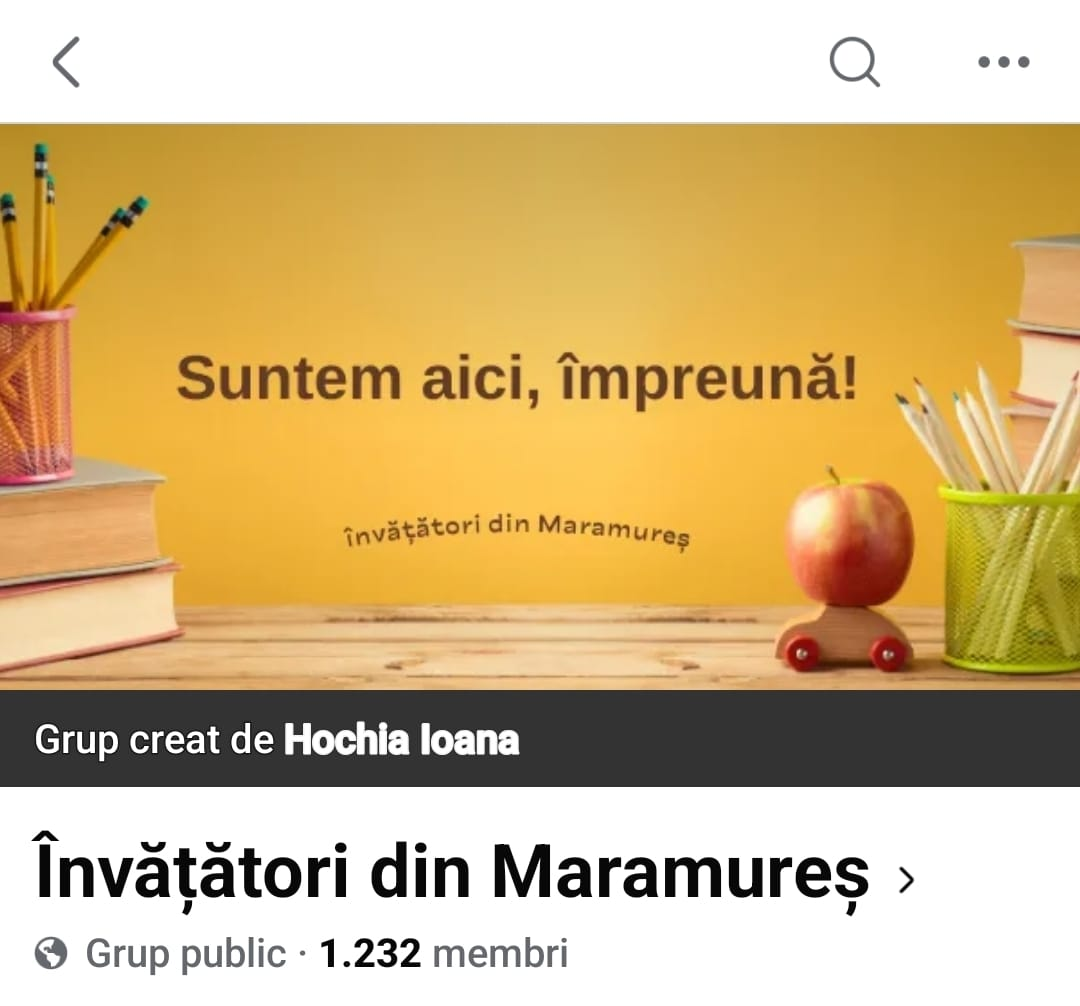 Suntem aici, împreună!
învățători din Maramureș
Grup creat de Hochia Ioana
Învățători din Maramureș
Grup public · 1.232 membri